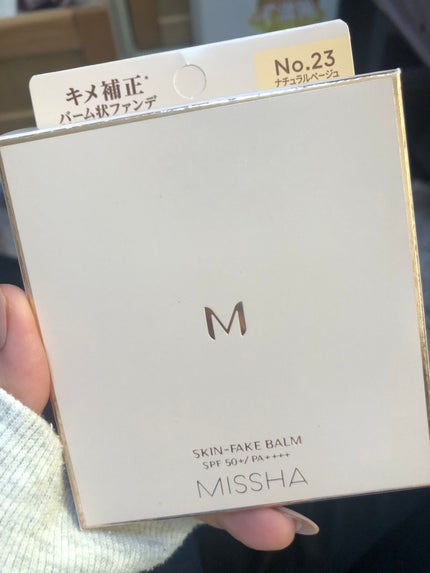 キメ補正*
バーム状ファンデ
No.23
ナチュラルベージュ
M
SKIN-FAKE BALM
SPF 50+/ PA++++
MISSHA